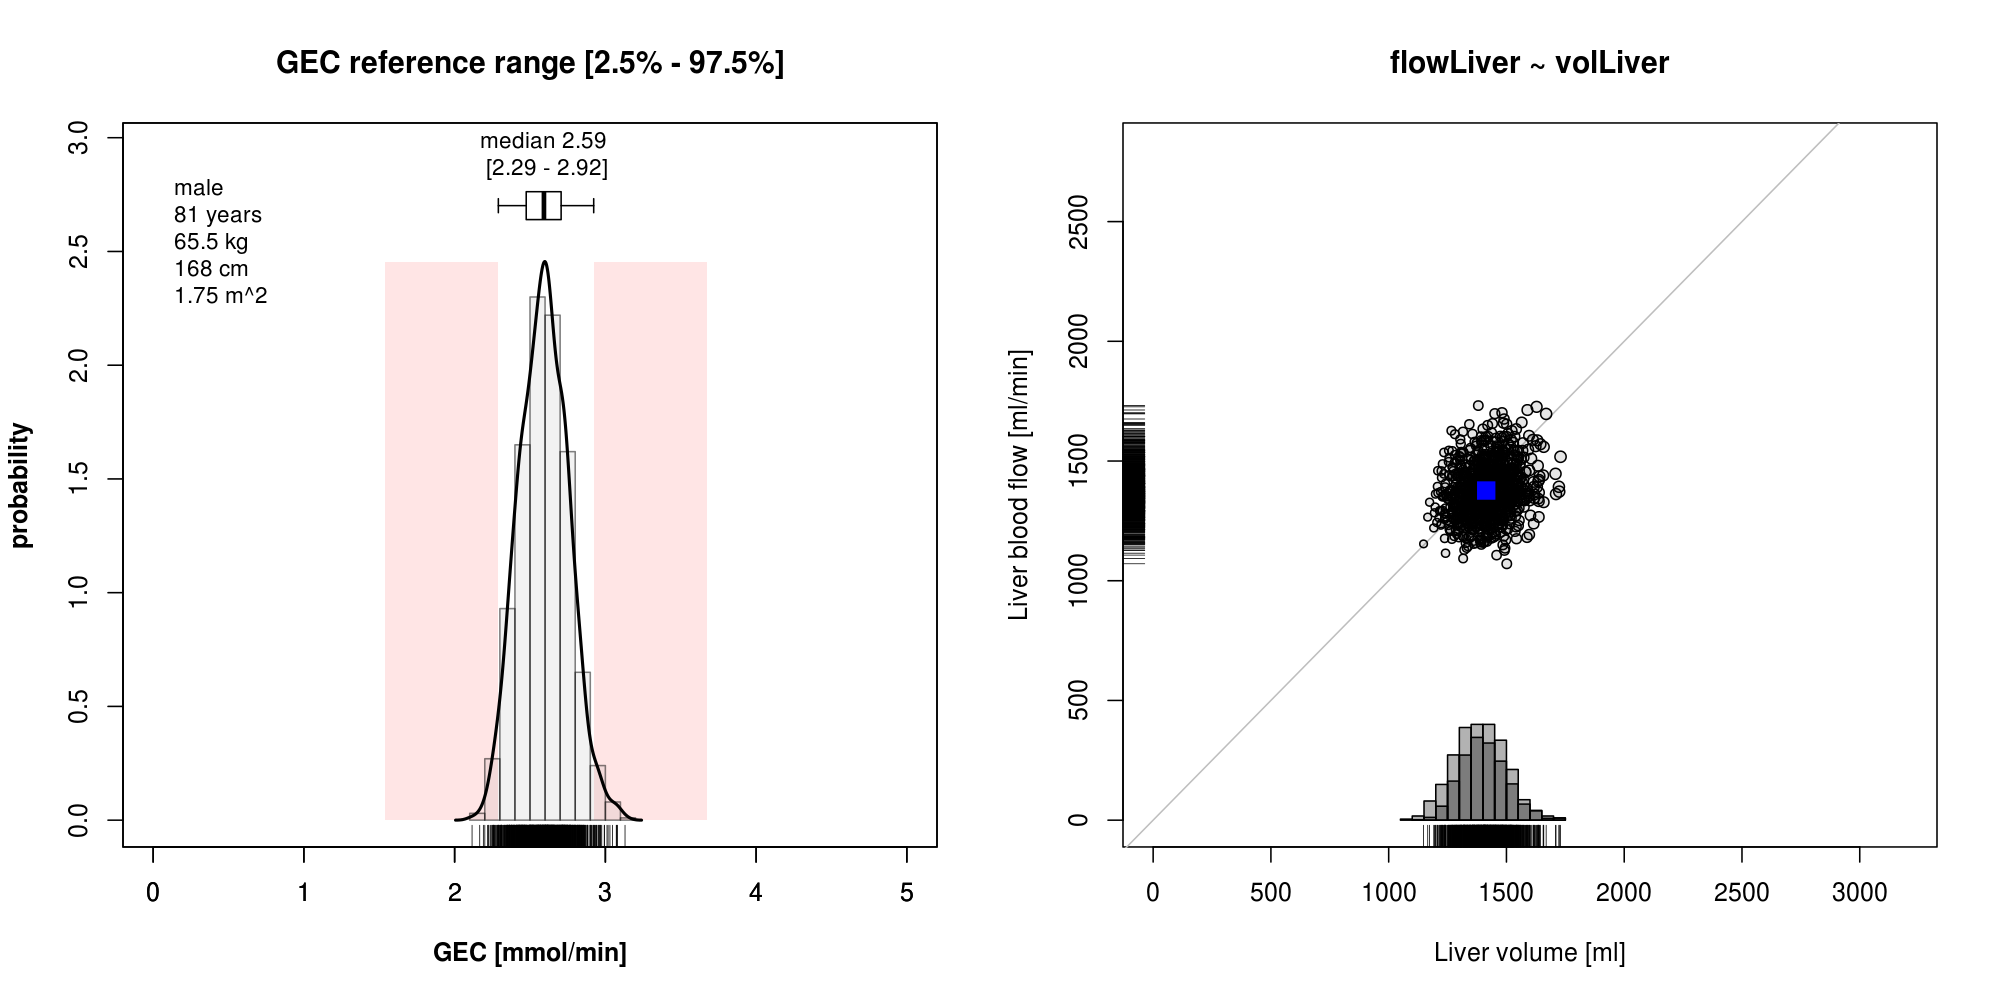 GEC reference range [2.5% - 97.5%]
median 2.59
[2.29 - 2.92]
male
81 years
65.5 kg
168 cm
1.75 m^2
probability
3.0
2.5
2.0
1.5
1.0
0.5
0.0
0 1 2 3 4 5
GEC [mmol/min]
flowLiver ~ volLiver
Liver blood flow [ml/min]
2500
2000
1500
1000
500
0
0 500 1000 1500 2000 2500 3000
Liver volume [ml]